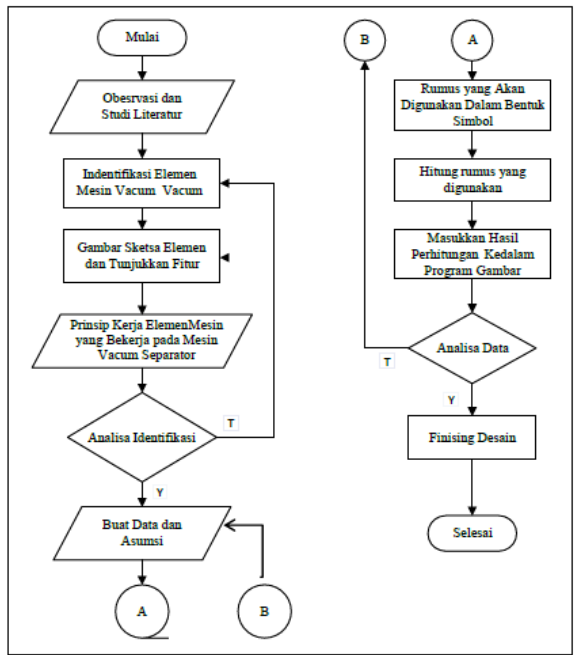 Mulai
Obesrvasi dan
Studi Literatur
Indentifikasi Elemen
Mesin Vacum Vacum
Gambar Sketsa Elemen
dan Tunjukkan Fitur
Prinsip Kerja ElemenMesin
yang Bekerja pada Mesin
Vacum Separator
Analisa Identifikasi
T
Y
Buat Data dan
Asumsi
A
B
B
A
Rumus yang Akan
Digunakan Dalam Bentuk
Simbol
Hitung rumus yang
digunakan
Masukkan Hasil
Perhitungan Kedalam
Program Gambar
Analisa Data
T
Y
Finising Desain
Selesai